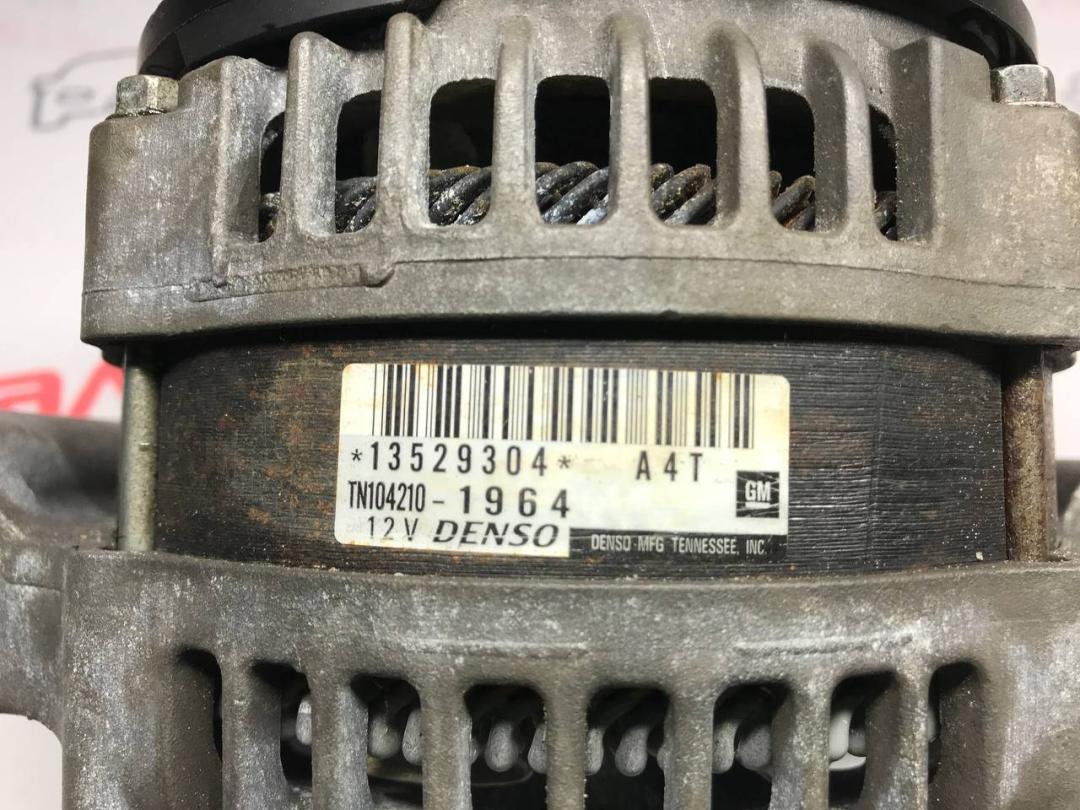 *13529304* A4T
TN104210-1964
GM
12V DENSO
DENSO MFG TENNESSEE, INC.